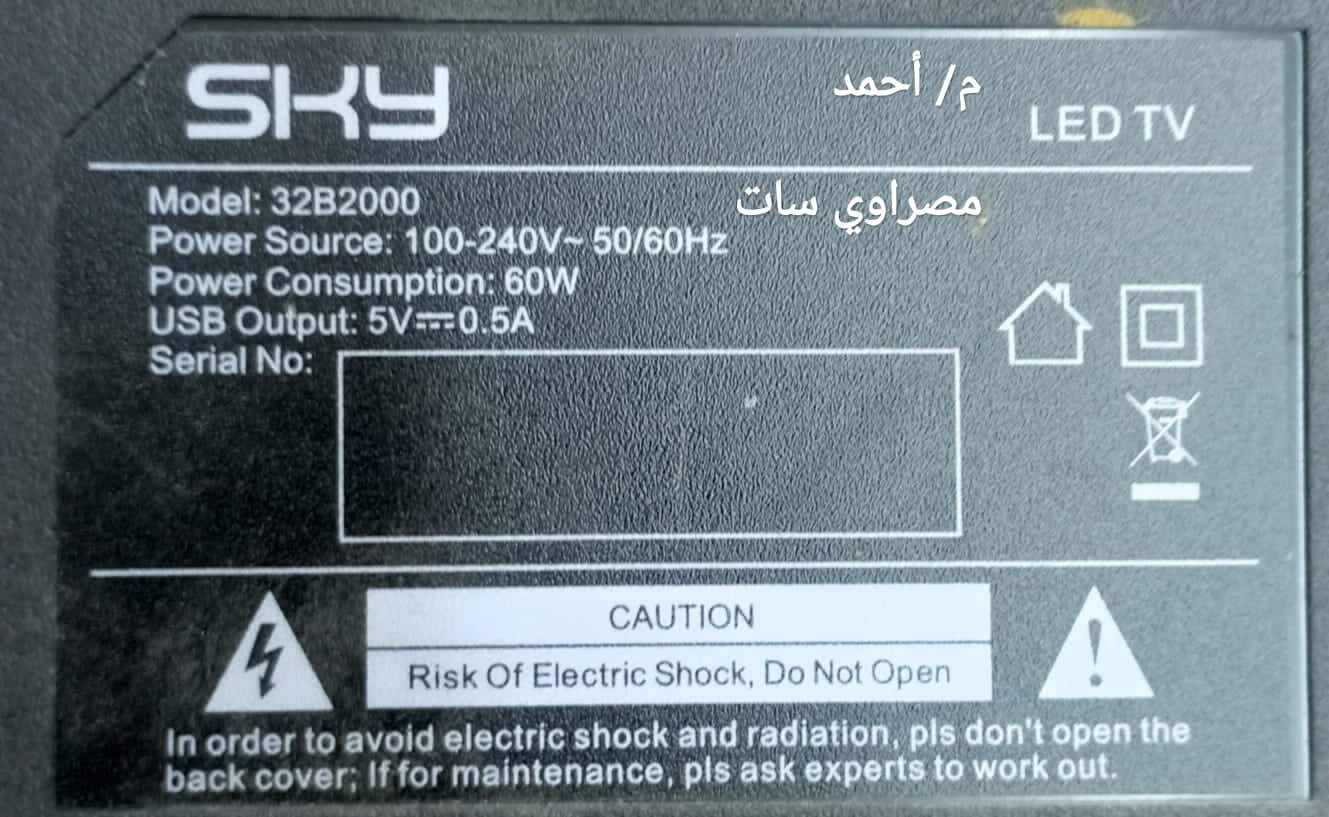 SKY
م/ أحمد
LED TV
Model: 32B2000
مصراوي سات
Power Source: 100-240V~ 50/60Hz
Power Consumption: 60W
USB Output: 5V⎓0.5A
Serial No:
CAUTION
Risk Of Electric Shock, Do Not Open
In order to avoid electric shock and radiation, pls don't open the
back cover; If for maintenance, pls ask experts to work out.